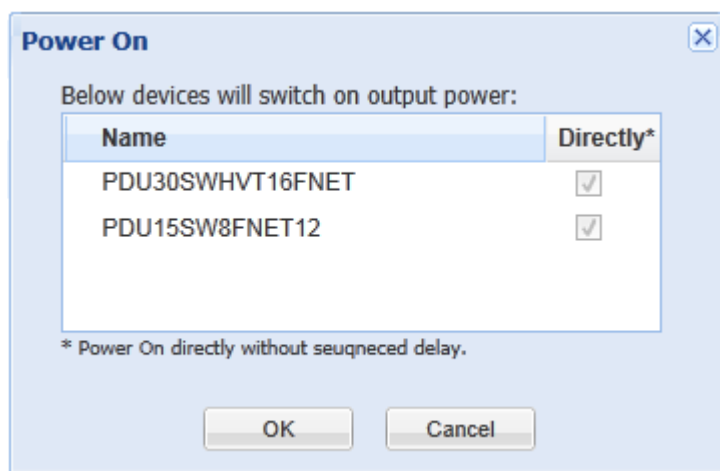 Power On
Below devices will switch on output power:
Name Directly*
PDU30SWHVT16FNET
PDU15SW8FNET12
* Power On directly without seuqneced delay.
OK Cancel